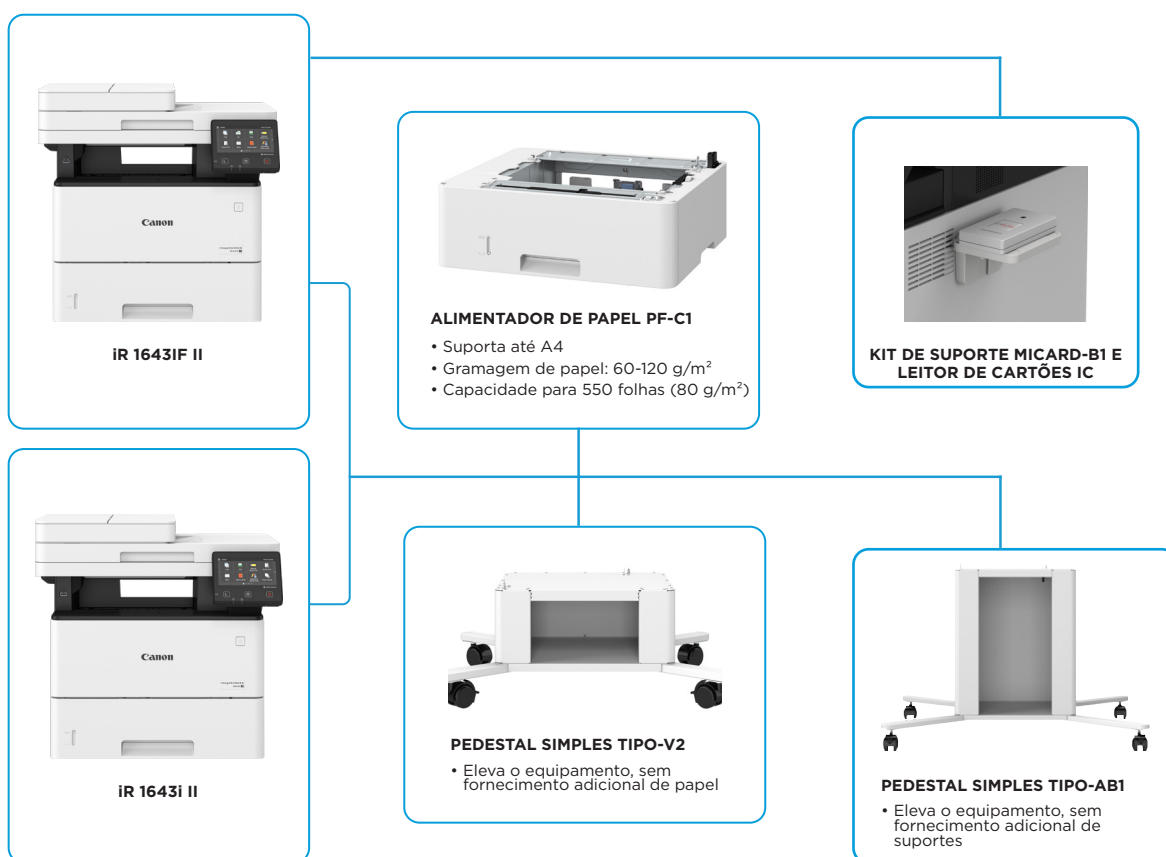 Canon
iR 1643IF II
ALIMENTADOR DE PAPEL PF-C1
• Suporta até A4
• Gramagem de papel: 60-120 g/m²
• Capacidade para 550 folhas (80 g/m²)
KIT DE SUPORTE MICARD-B1 E
LEITOR DE CARTÕES IC
Canon
iR 1643i II
PEDESTAL SIMPLES TIPO-V2
• Eleva o equipamento, sem
fornecimento adicional de papel
PEDESTAL SIMPLES TIPO-AB1
• Eleva o equipamento, sem
fornecimento adicional de
suportes